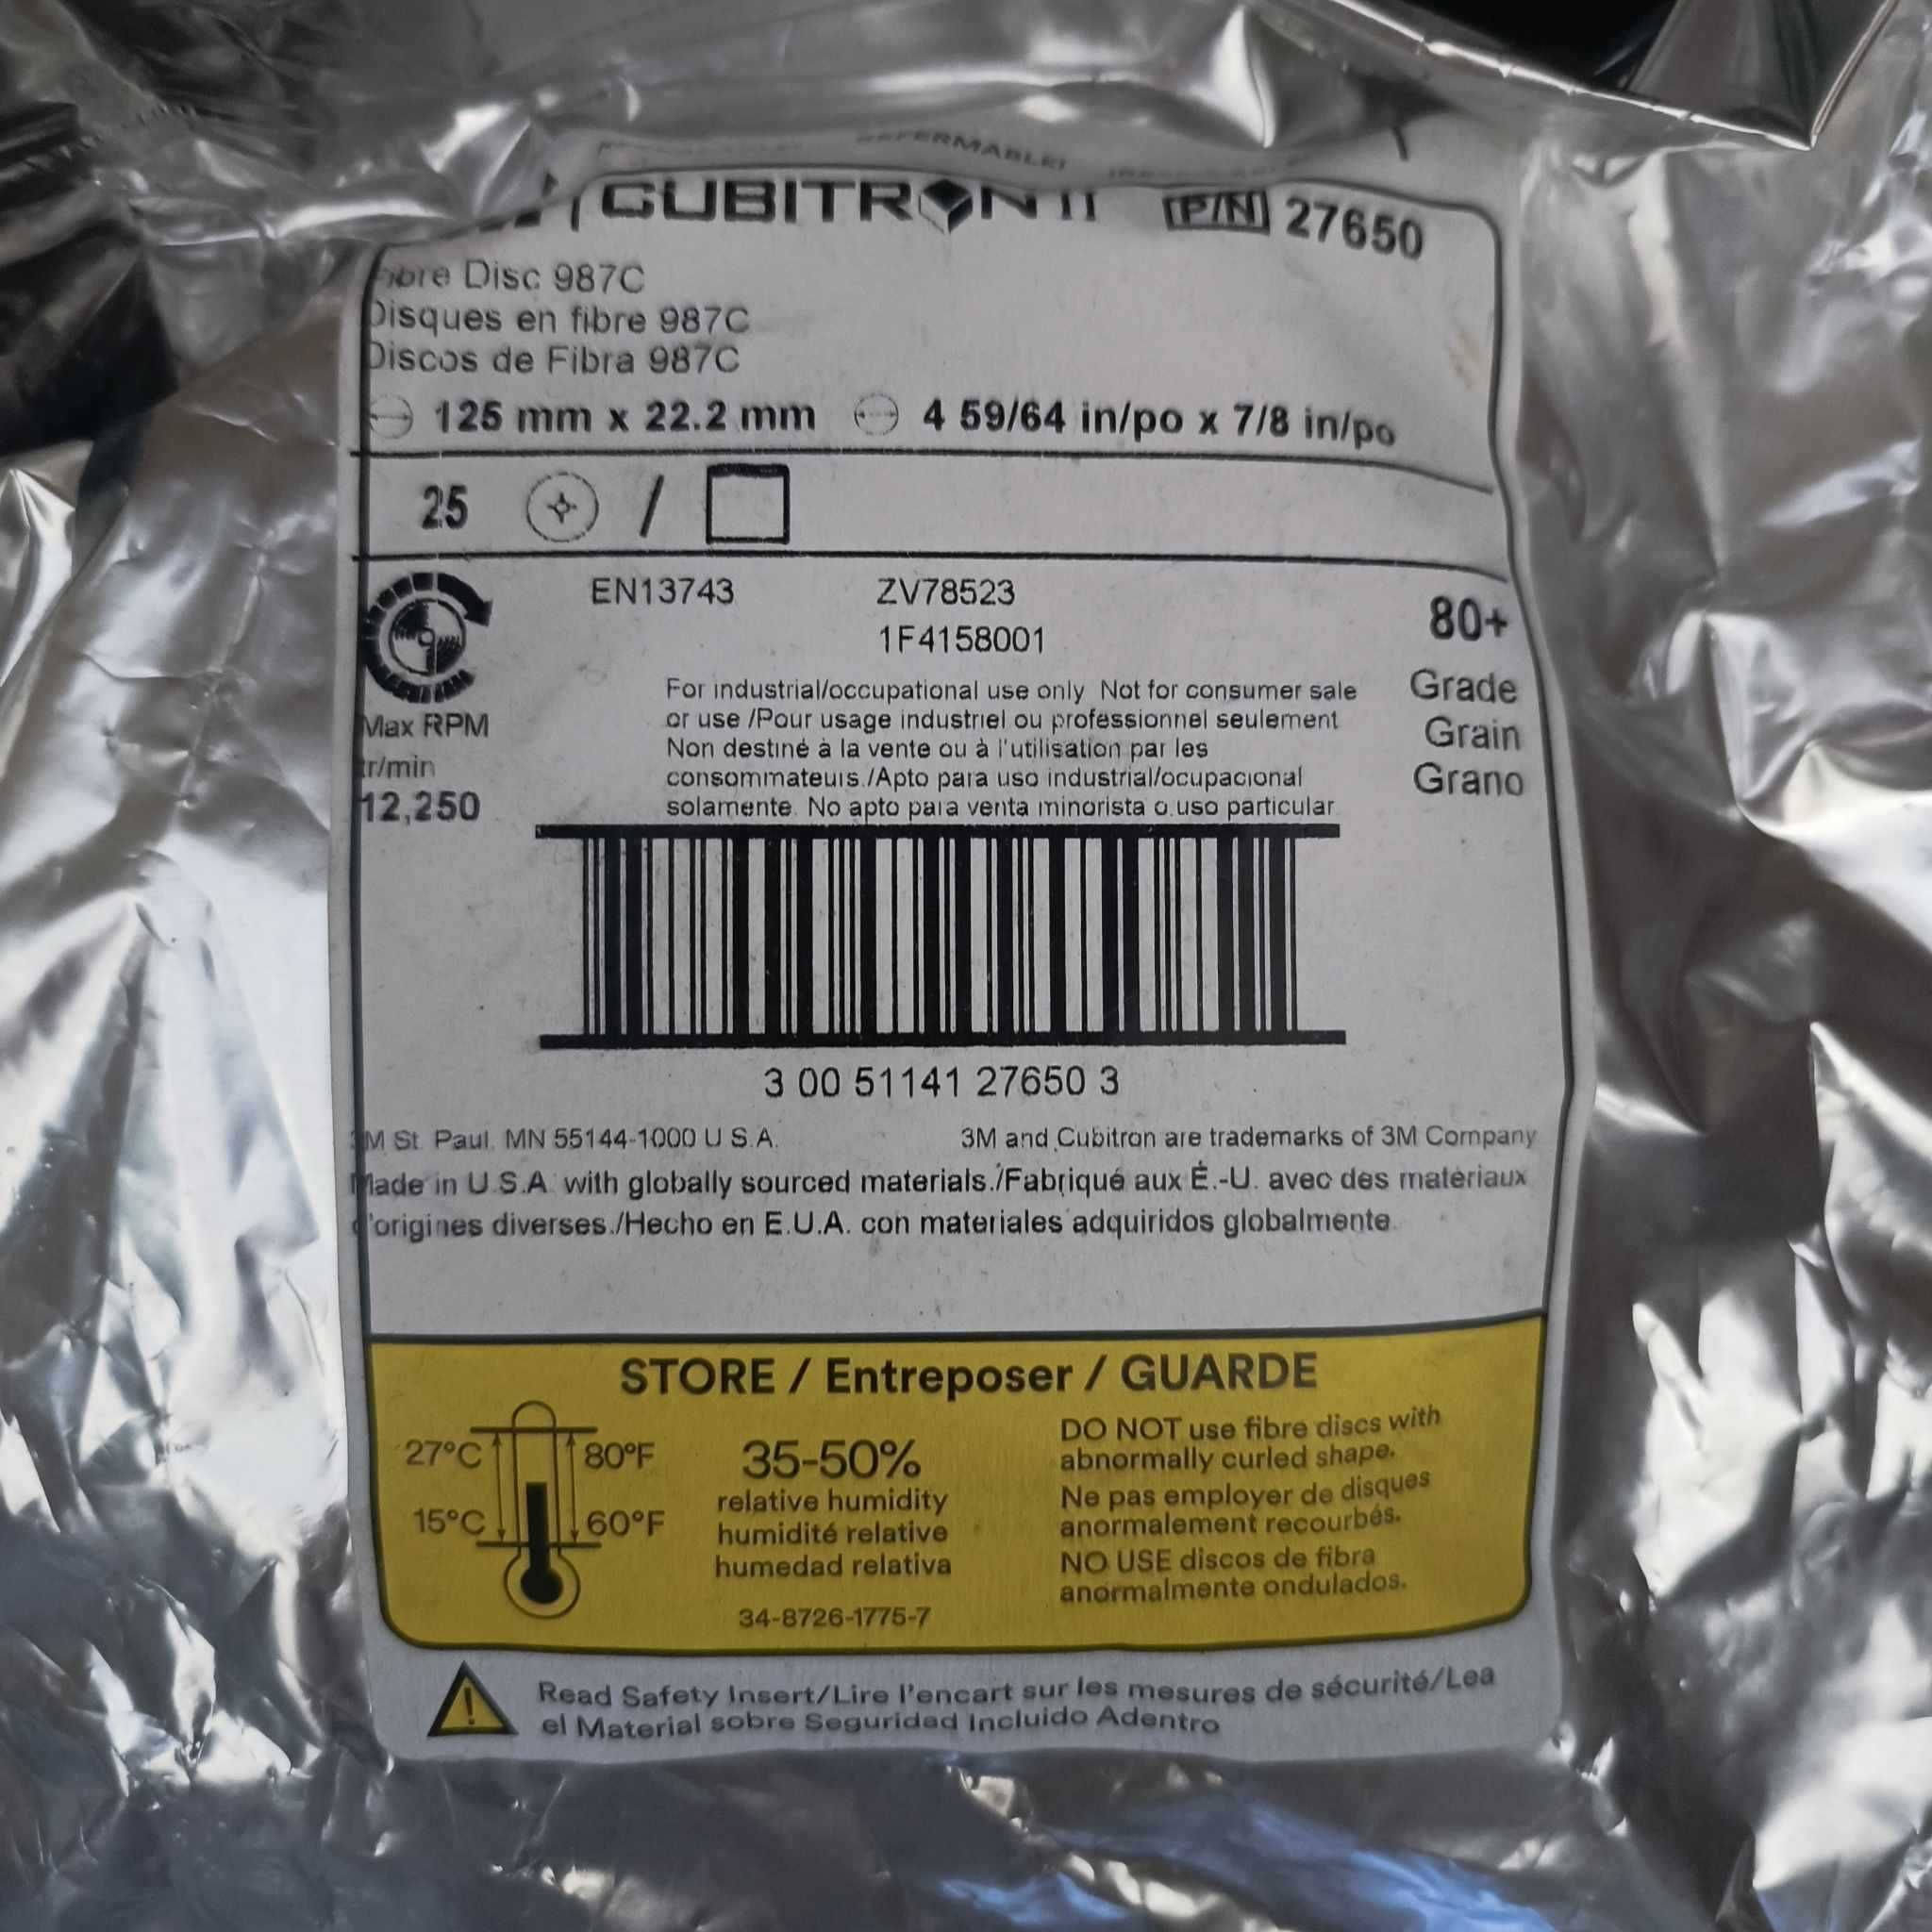 CUBITRON II P/N 27650
Fibre Disc 987C
Disques en fibre 987C
Discos de Fibra 987C
125 mm x 22.2 mm 4 59/64 in/po x 7/8 in/po
25 /
EN13743 ZV78523
1F4158001
80+
Grade
Grain
Grano
Max RPM
tr/min
12,250
For industrial/occupational use only Not for consumer sale
or use /Pour usage industriel ou professionnel seulement
Non destiné à la vente ou à l'utilisation par les
consommateurs./Apto para uso industrial/ocupacional
solamente. No apto para venta minorista o uso particular
3 00 51141 27650 3
3M St. Paul, MN 55144-1000 U.S.A. 3M and Cubitron are trademarks of 3M Company
Made in U.S.A. with globally sourced materials./Fabriqué aux É.-U. avec des matériaux
d'origines diverses./Hecho en E.U.A. con materiales adquiridos globalmente.
STORE / Entreposer / GUARDE
27°C 80°F
15°C 60°F
35-50%
relative humidity
humidité relative
humedad relativa
34-8726-1775-7
DO NOT use fibre discs with
abnormally curled shape.
Ne pas employer de disques
anormalement recourbés.
NO USE discos de fibra
anormalmente ondulados.
Read Safety Insert/Lire l'encart sur les mesures de sécurité/Lea
el Material sobre Seguridad Incluido Adentro